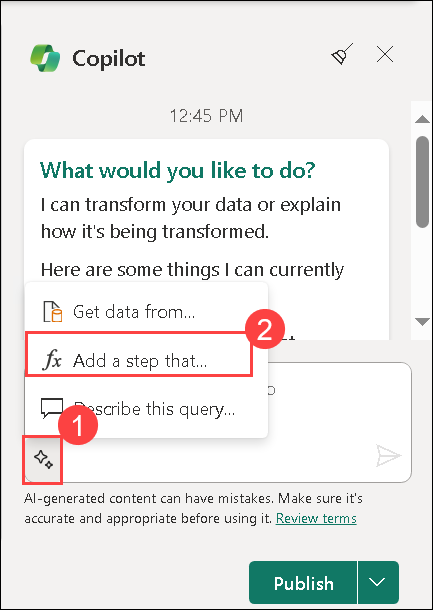 Copilot
12:45 PM
What would you like to do?
I can transform your data or explain
how it's being transformed.
Here are some things I can currently
Get data from...
2
fx Add a step that...
Describe this query...
1
AI-generated content can have mistakes. Make sure it's
accurate and appropriate before using it. Review terms
Publish